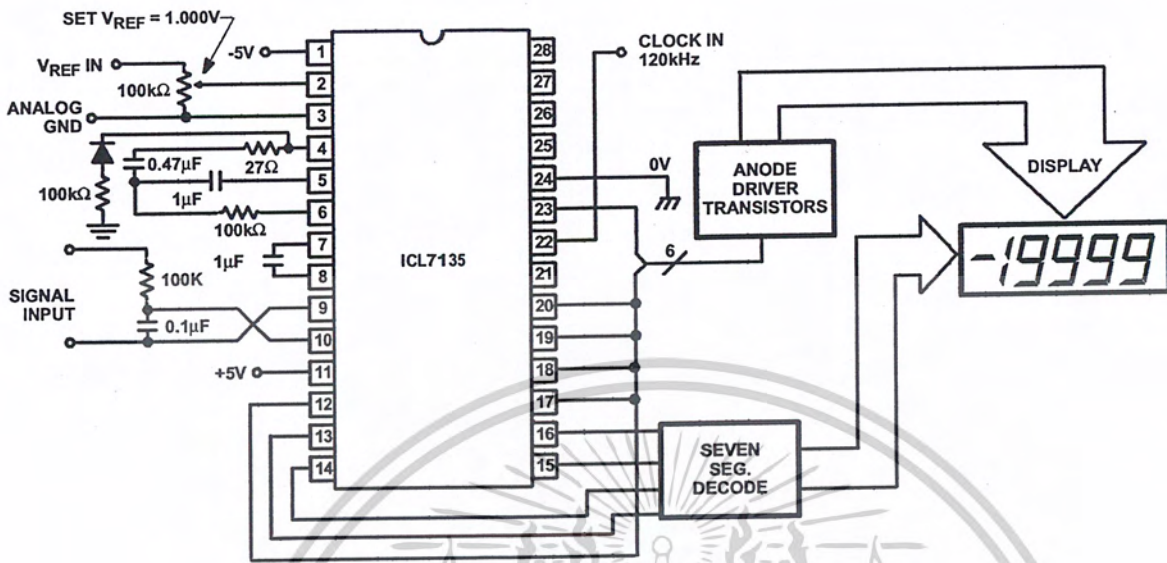 SET VREF = 1.000V
-5V
VREF IN
100kΩ
ANALOG
GND
0.47µF
27Ω
100kΩ
1µF
100kΩ
1µF
100K
SIGNAL
INPUT
0.1µF
+5V
1
2
3
4
5
6
7
8
9
10
11
12
13
14
ICL7135
28
27
26
25
24
23
22
21
20
19
18
17
16
15
CLOCK IN
120kHz
0V
6
ANODE
DRIVER
TRANSISTORS
DISPLAY
-19999
SEVEN
SEG.
DECODE